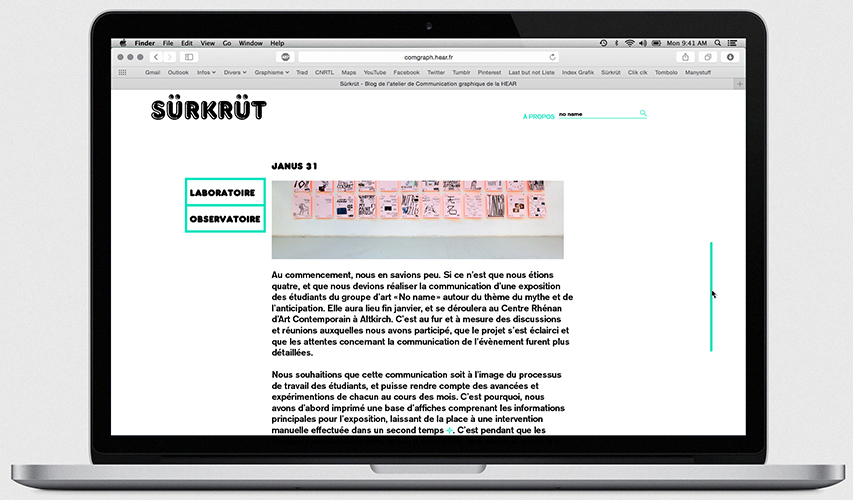 Finder File Edit View Go Window Help Mon 9:41 AM
comgraph.hear.fr
Gmail Outlook Infos Divers Graphisme Trad CNRTL Maps YouTube Facebook Twitter Tumblr Pinterest Last but not Liste Index Grafik Sürkrüt Clik clk Tombolo Manystuff
Sürkrüt - Blog de l'atelier de Communication graphique de la HEAR
SÜRKRÜT
À PROPOS no name
JANUS 31
LABORATOIRE
OBSERVATOIRE
Au commencement, nous en savions peu. Si ce n'est que nous étions
quatre, et que nous devions réaliser la communication d'une exposition
des étudiants du groupe d'art «No name» autour du thème du mythe et de
l'anticipation. Elle aura lieu fin janvier, et se déroulera au Centre Rhénan
d'Art Contemporain à Altkirch. C'est au fur et à mesure des discussions
et réunions auxquelles nous avons participé, que le projet s'est éclairci et
que les attentes concernant la communication de l'évènement furent plus
détaillées.
Nous souhaitions que cette communication soit à l'image du processus
de travail des étudiants, et puisse rendre compte des avancées et
expérimentions de chacun au cours des mois. C'est pourquoi, nous
avons d'abord imprimé une base d'affiches comprenant les informations
principales pour l'exposition, laissant de la place à une intervention
manuelle effectuée dans un second temps. C'est pendant que les